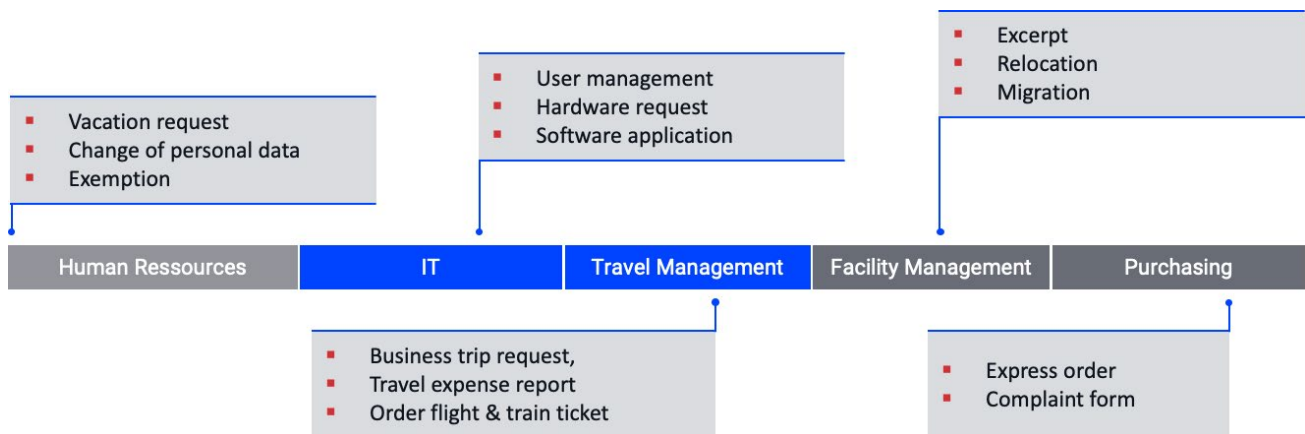 Excerpt
Relocation
Migration
User management
Hardware request
Software application
Vacation request
Change of personal data
Exemption
Human Ressources
IT
Travel Management
Facility Management
Purchasing
Business trip request,
Travel expense report
Order flight & train ticket
Express order
Complaint form